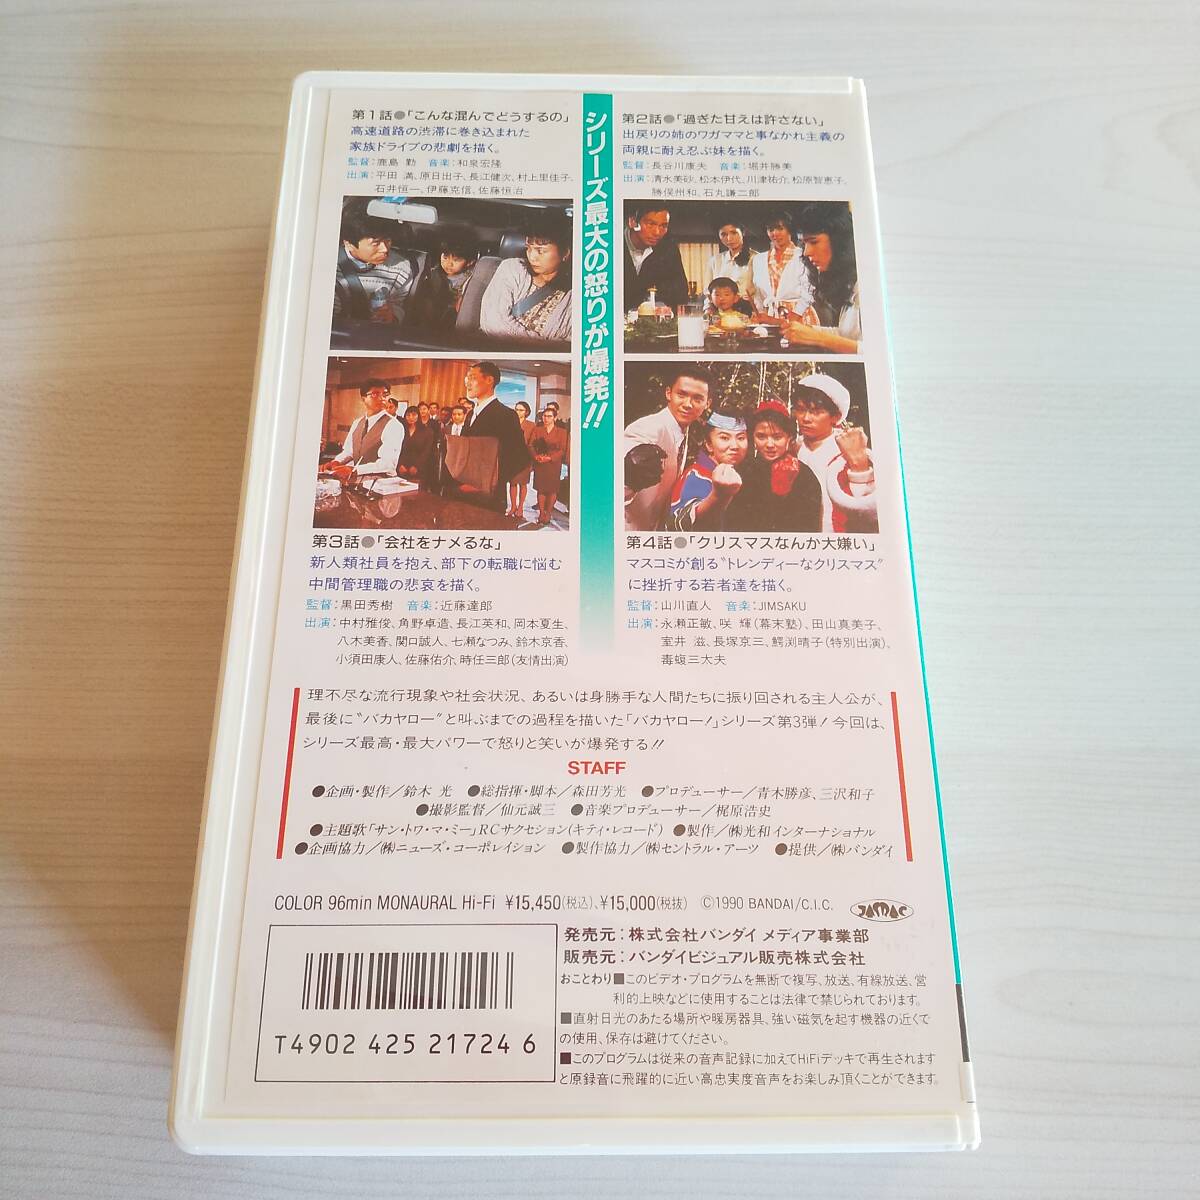 第1話●「こんな混んでどうするの」
高速道路の渋滞に巻き込まれた
家族ドライブの悲劇を描く。
監督：鹿島 勤　音楽：和泉宏隆
出演：平田 満、原日出子、長江健次、村上里佳子、
石井恒一、伊藤克信、佐藤恒治
シリーズ最大の怒りが爆発!!
第2話●「過ぎた甘えは許さない」
出戻りの姉のワガママと事なかれ主義の
両親に耐え忍ぶ妹を描く。
監督：長谷川康夫　音楽：堀井勝美
出演：清水美砂、松本伊代、川津祐介、松原智恵子、
勝俣州和、石丸謙二郎
第3話●「会社をナメるな」
新人類社員を抱え、部下の転職に悩む
中間管理職の悲哀を描く。
監督：黒田秀樹　音楽：近藤達郎
出演：中村雅俊、角野卓造、長江英和、岡本夏生、
八木美香、関口誠人、七瀬なつみ、鈴木京香、
小須田康人、佐藤佑介、時任三郎（友情出演）
第4話●「クリスマスなんか大嫌い」
マスコミが創る“トレンディーなクリスマス”
に挫折する若者達を描く。
監督：山川直人　音楽：JIMSAKU
出演：永瀬正敏、咲 輝（幕末塾）、田山真美子、
室井 滋、長塚京三、鰐渕晴子（特別出演）、
毒蝮三太夫
理不尽な流行現象や社会状況、あるいは身勝手な人間たちに振り回される主人公が、
最後に“バカヤロー”と叫ぶまでの過程を描いた「バカヤロー！」シリーズ第3弾！今回は、
シリーズ最高・最大パワーで怒りと笑いが爆発する!!
STAFF
●企画・製作／鈴木 光　●総指揮・脚本／森田芳光　●プロデューサー／青木勝彦、三沢和子
●撮影監督／仙元誠三　●音楽プロデューサー／梶原浩史
●主題歌「サン・トワ・マ・ミー」RCサクセション（キティ・レコード）　●製作／㈱光和インターナショナル
●企画協力／㈱ニューズ・コーポレイション　●製作協力／㈱セントラル・アーツ　●提供／㈱バンダイ
COLOR 96min MONAURAL Hi-Fi ¥15,450（税込）、¥15,000（税抜）　©1990 BANDAI/C.I.C.
発売元：株式会社バンダイ メディア事業部
販売元：バンダイビジュアル販売株式会社
おことわり■このビデオ・プログラムを無断で複写、放送、有線放送、営
利的上映などに使用することは法律で禁じられております。
■直射日光のあたる場所や暖房器具、強い磁気を起す機器の近くで
の使用、保存は避けてください。
■このプログラムは従来の音声記録に加えてHiFiデッキで再生されます
と原録音に飛躍的に近い高忠実度音声をお楽しみ頂くことができます。
T4902 425 21724 6